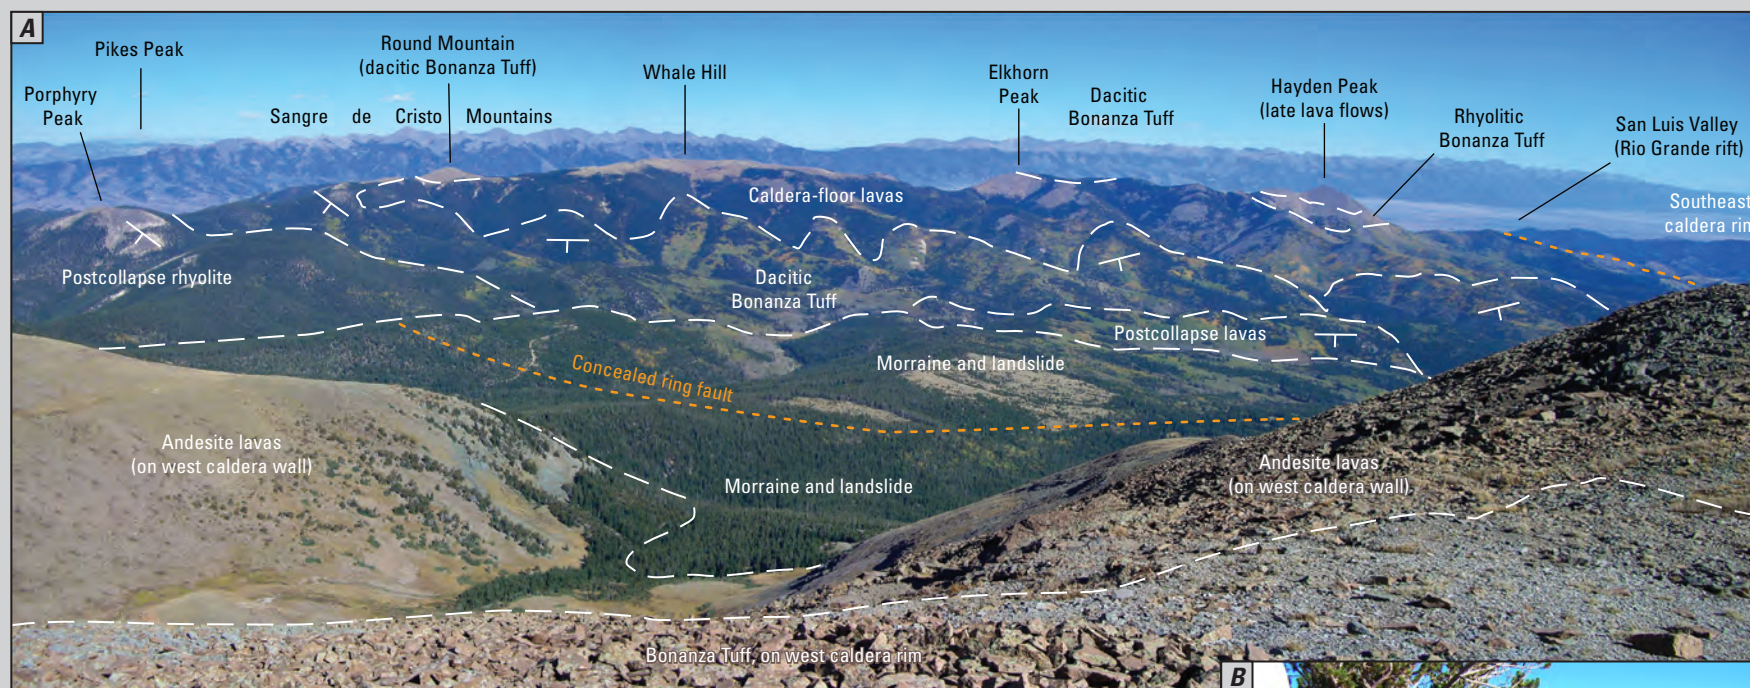 A
Pikes Peak
Porphyry
Peak
Round Mountain
(dacitic Bonanza Tuff)
Sangre de Cristo Mountains
Whale Hill
Elkhorn
Peak
Dacitic
Bonanza Tuff
Hayden Peak
(late lava flows)
Rhyolitic
Bonanza Tuff
San Luis Valley
(Rio Grande rift)
Southeast
caldera rim
Caldera-floor lavas
Postcollapse rhyolite
Dacitic
Bonanza Tuff
Postcollapse lavas
Morraine and landslide
Concealed ring fault
Andesite lavas
(on west caldera wall)
Morraine and landslide
Andesite lavas
(on west caldera wall)
Bonanza Tuff, on west caldera rim
B